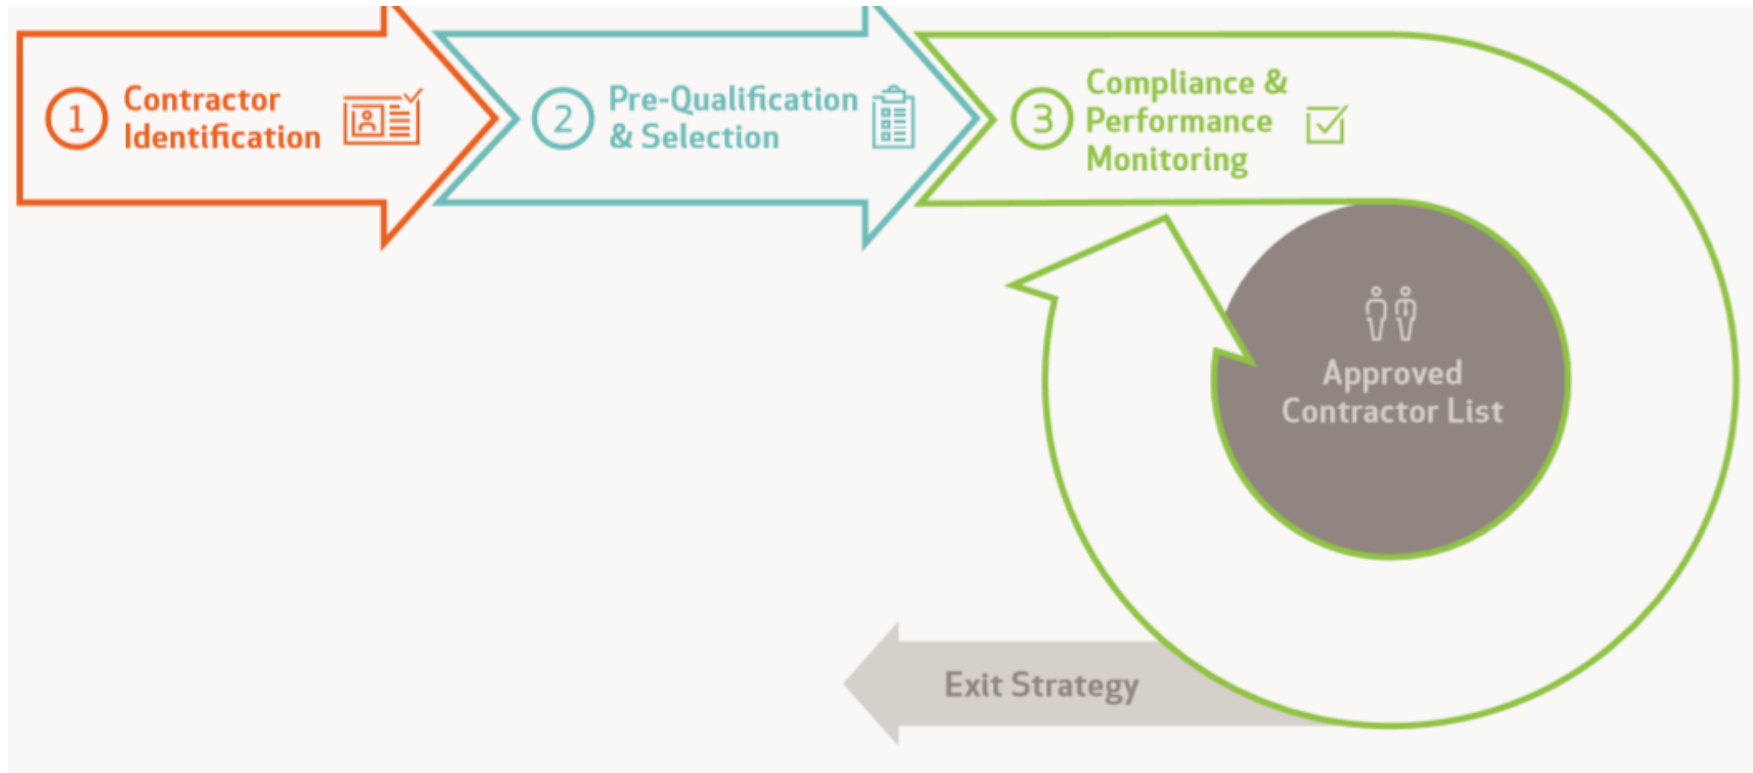 1
Contractor
Identification
2
Pre-Qualification
& Selection
3
Compliance &
Performance
Monitoring
Approved
Contractor List
Exit Strategy